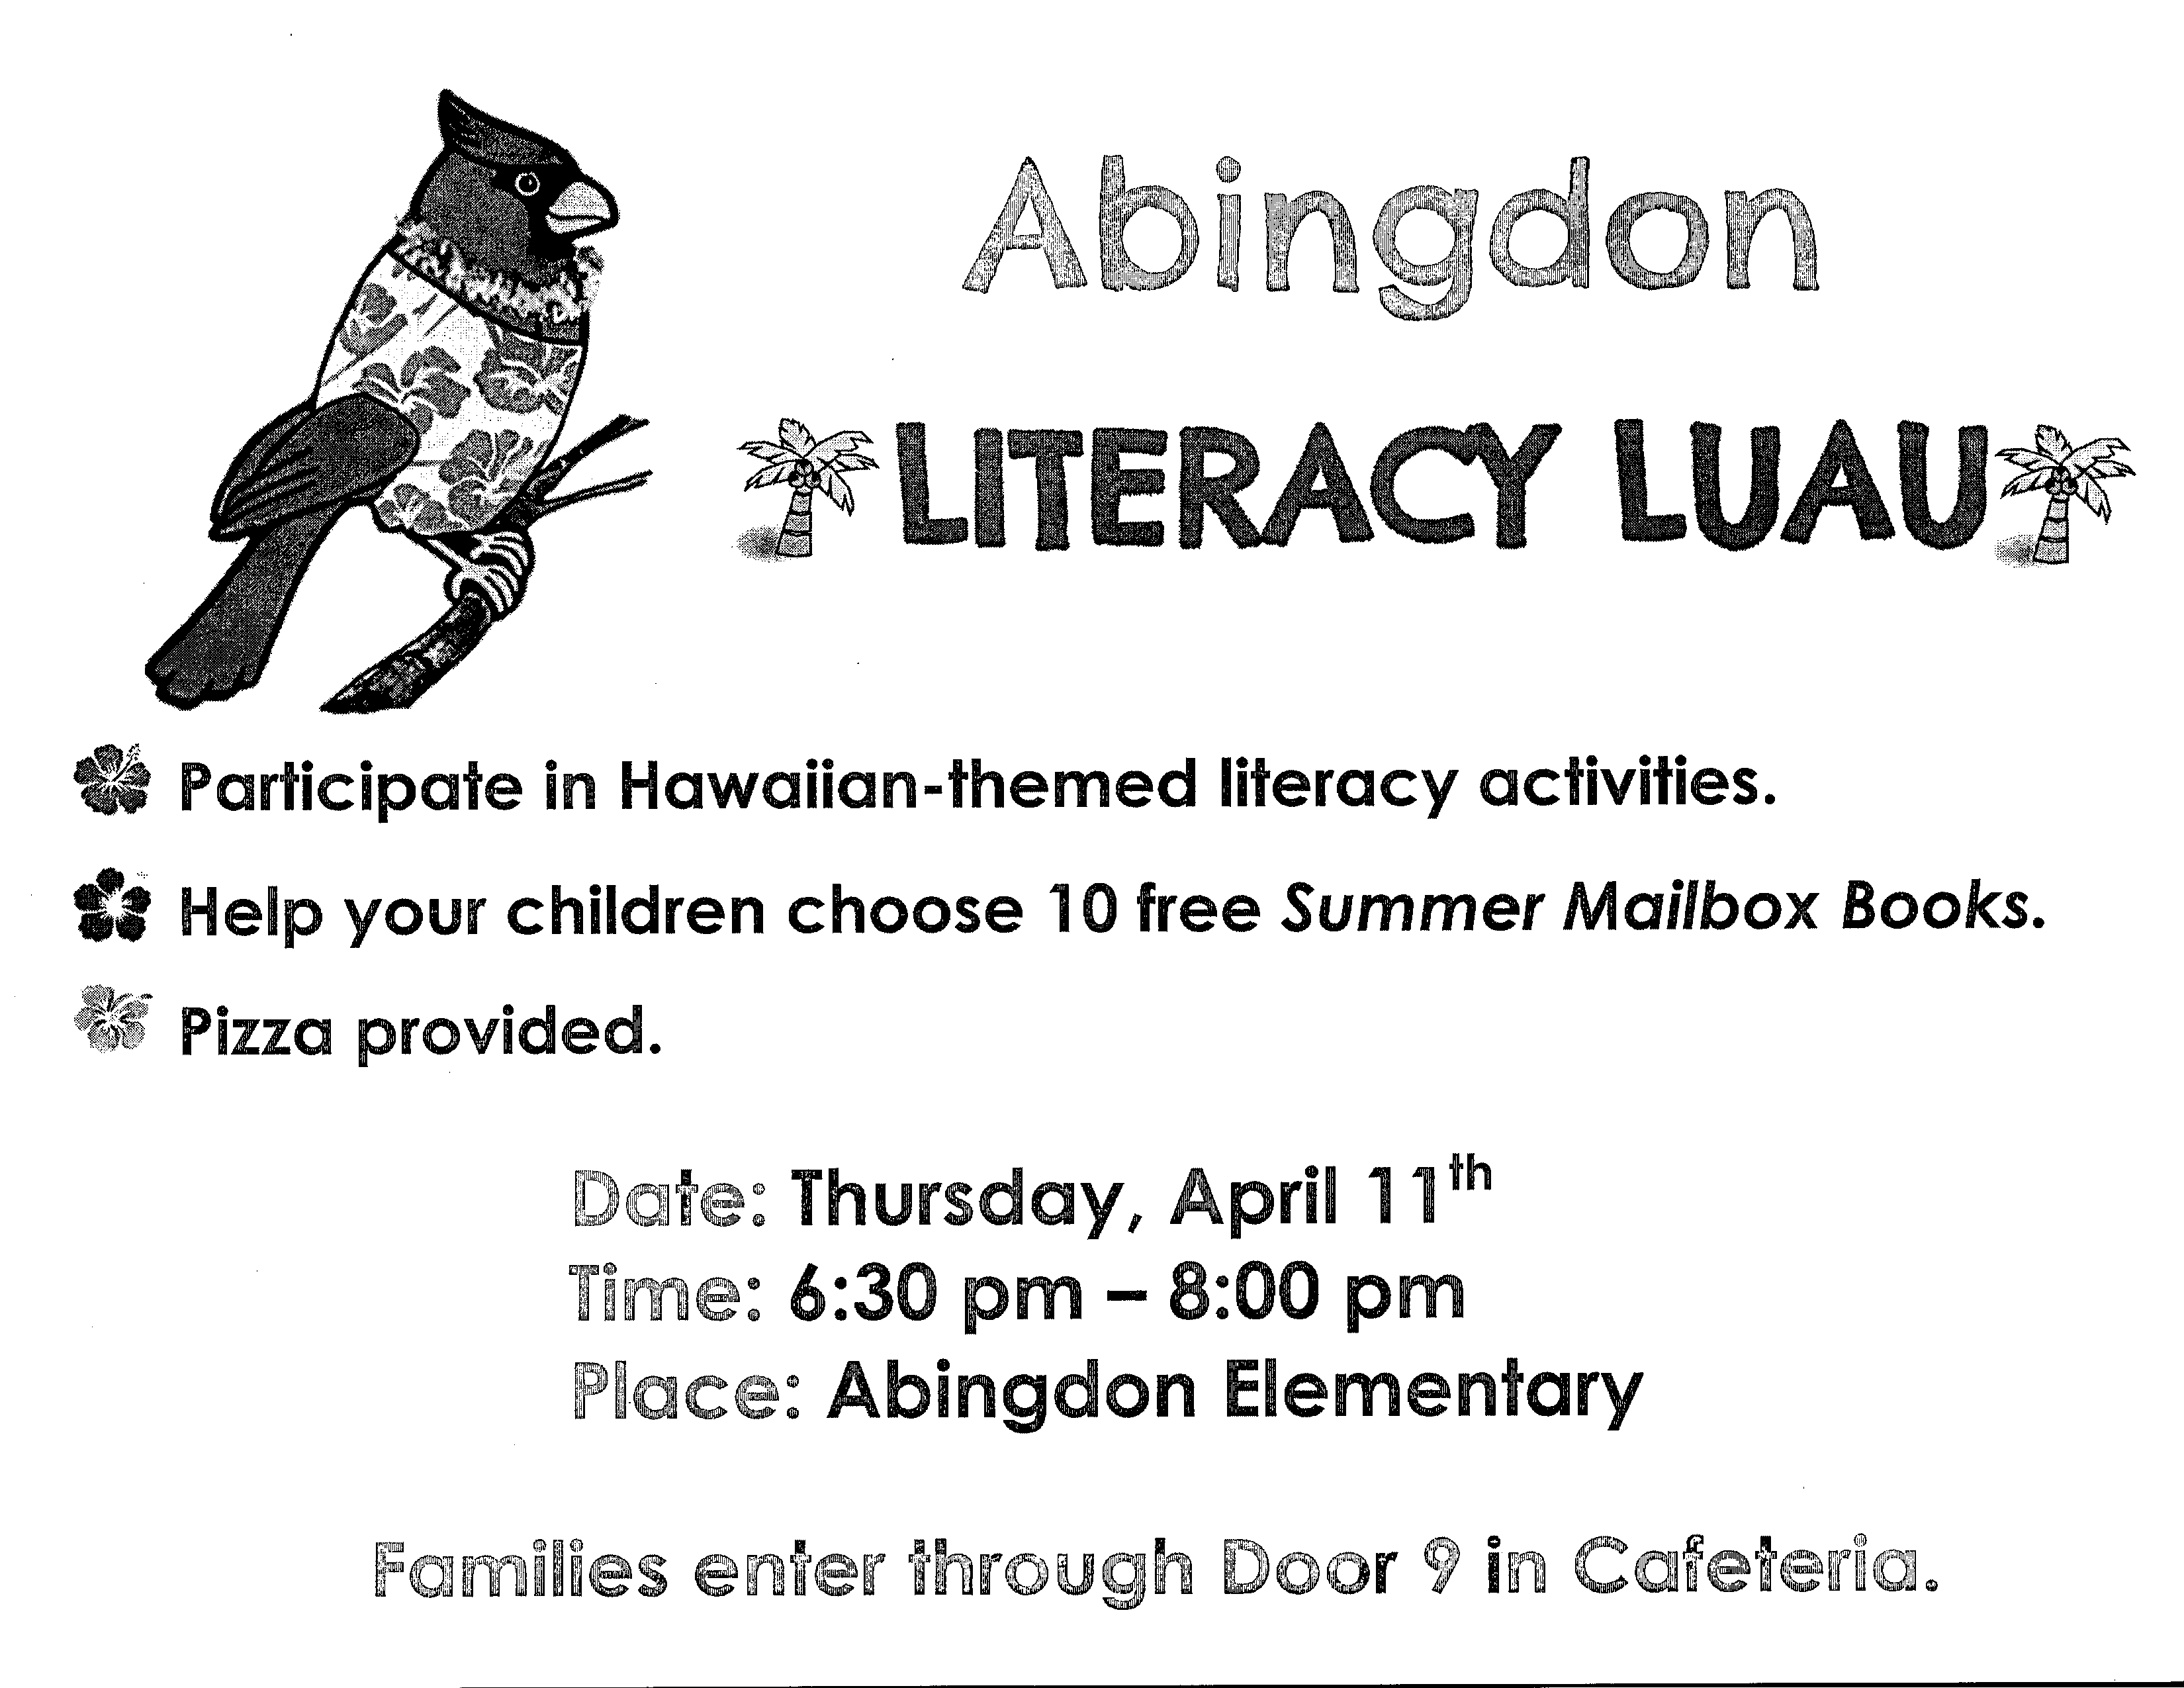 Abingdon
LITERACY LUAU
Participate in Hawaiian-themed literacy activities.
Help your children choose 10 free Summer Mailbox Books.
Pizza provided.
Date: Thursday, April 11th
Time: 6:30 pm – 8:00 pm
Place: Abingdon Elementary
Families enter through Door 9 in Cafeteria.